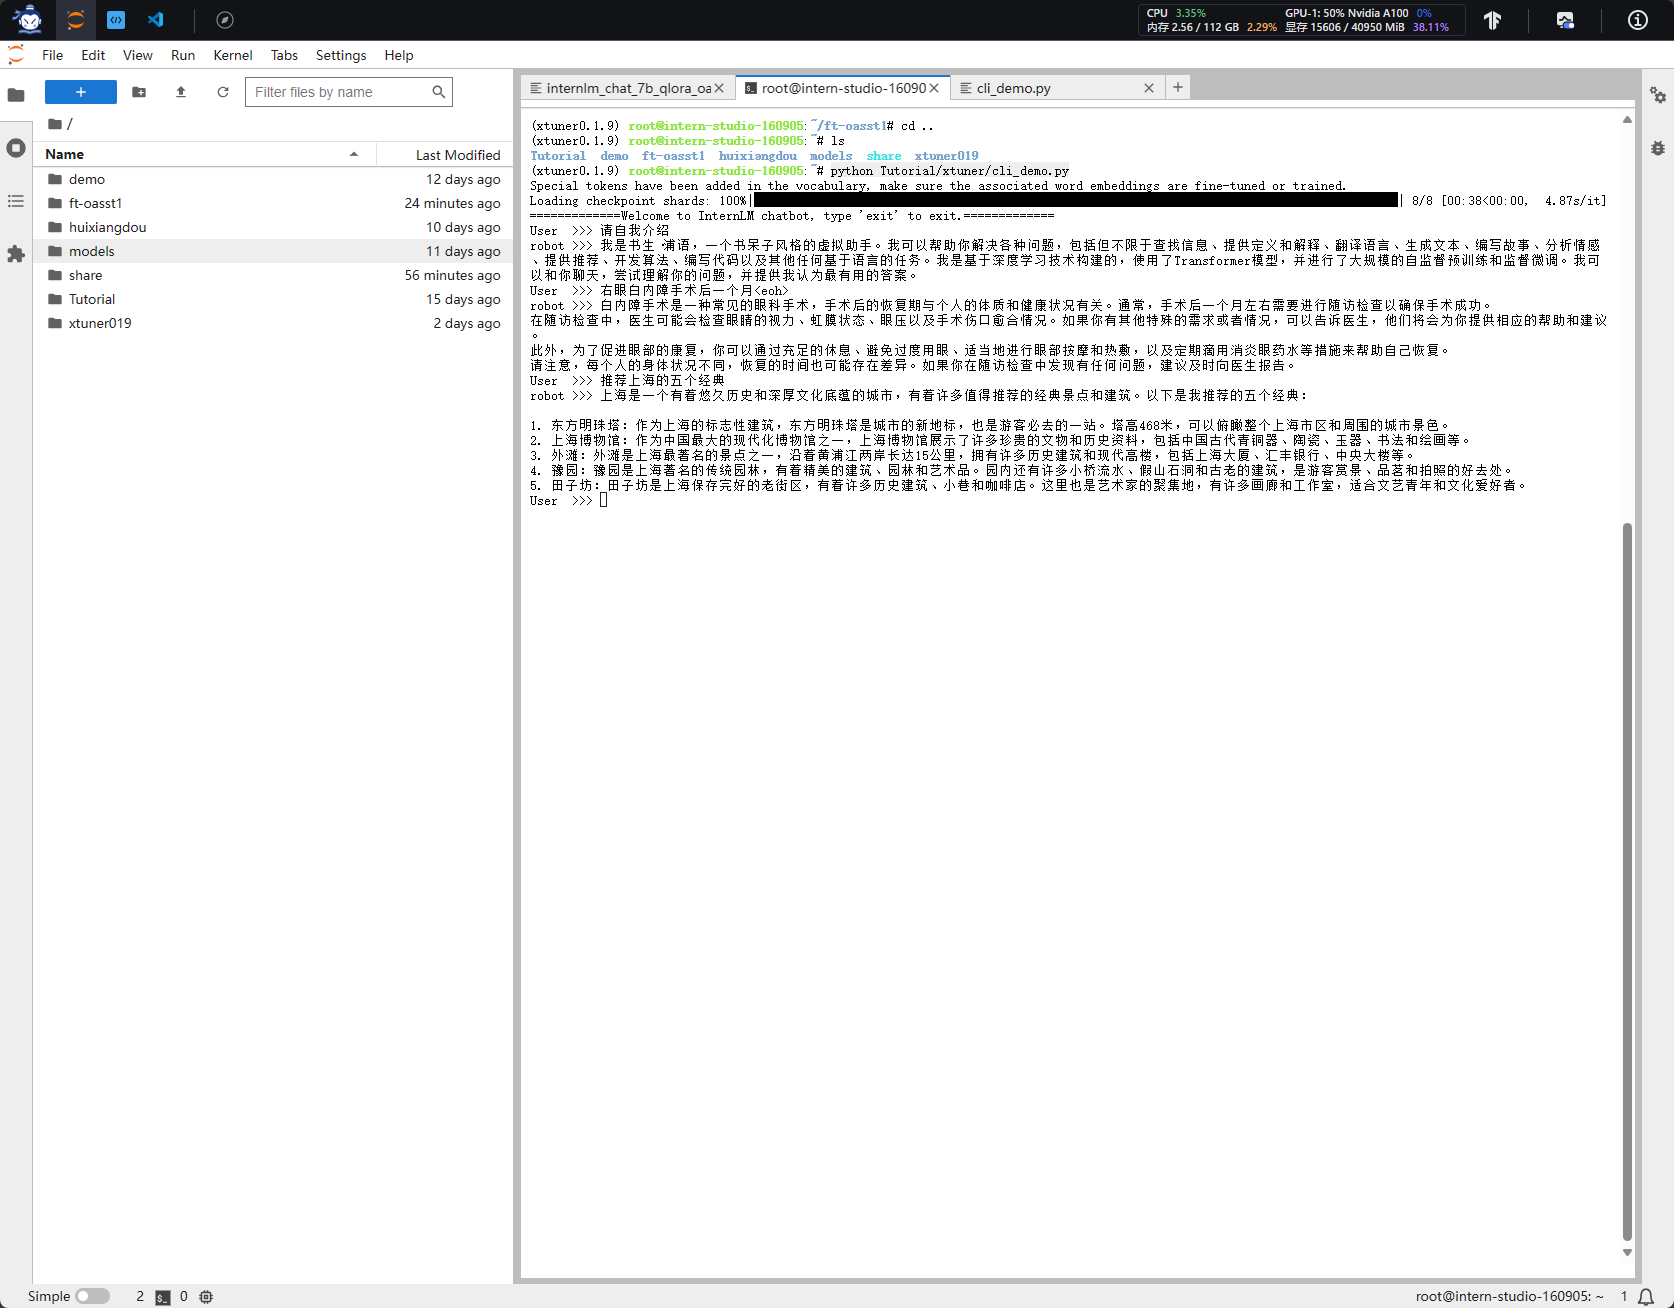 CPU 3.35% GPU-1: 50% Nvidia A100 0%
内存 2.56 / 112 GB 2.29% 显存 15606 / 40950 MiB 38.11%
File Edit View Run Kernel Tabs Settings Help
+
Filter files by name
/
Name Last Modified
demo 12 days ago
ft-oasst1 24 minutes ago
huixiangdou 10 days ago
models 11 days ago
share 56 minutes ago
Tutorial 15 days ago
xtuner019 2 days ago
internlm_chat_7b_qlora_oa root@intern-studio-16090 cli_demo.py
(xtuner0.1.9) root@intern-studio-160905:~/ft-oasst1# cd ..
(xtuner0.1.9) root@intern-studio-160905:~# ls
Tutorial demo ft-oasst1 huixiangdou models share xtuner019
(xtuner0.1.9) root@intern-studio-160905:~# python Tutorial/xtuner/cli_demo.py
Special tokens have been added in the vocabulary, make sure the associated word embeddings are fine-tuned or trained.
Loading checkpoint shards: 100%| | 8/8 [00:38<00:00, 4.87s/it]
=============Welcome to InternLM chatbot, type 'exit' to exit.=============
User >>> 请自我介绍
robot >>> 我是书生·浦语，一个书呆子风格的虚拟助手。我可以帮助你解决各种问题，包括但不限于查找信息、提供定义和解释、翻译语言、生成文本、编写故事、分析情感
、提供推荐、开发算法、编写代码以及其他任何基于语言的任务。我是基于深度学习技术构建的，使用了Transformer模型，并进行了大规模的自监督预训练和监督微调。我可
以和你聊天，尝试理解你的问题，并提供我认为最有用的答案。
User >>> 右眼白内障手术后一个月<eoh>
robot >>> 白内障手术是一种常见的眼科手术，手术后的恢复期与个人的体质和健康状况有关。通常，手术后一个月左右需要进行随访检查以确保手术成功。
在随访检查中，医生可能会检查眼睛的视力、虹膜状态、眼压以及手术伤口愈合情况。如果你有其他特殊的需求或者情况，可以告诉医生，他们将会为你提供相应的帮助和建议
。
此外，为了促进眼部的康复，你可以通过充足的休息、避免过度用眼、适当地进行眼部按摩和热敷，以及定期滴用消炎眼药水等措施来帮助自己恢复。
请注意，每个人的身体状况不同，恢复的时间也可能存在差异。如果你在随访检查中发现有任何问题，建议及时向医生报告。
User >>> 推荐上海的五个经典
robot >>> 上海是一个有着悠久历史和深厚文化底蕴的城市，有着许多值得推荐的经典景点和建筑。以下是我推荐的五个经典：
1. 东方明珠塔：作为上海的标志性建筑，东方明珠塔是城市的新地标，也是游客必去的一站。塔高468米，可以俯瞰整个上海市区和周围的城市景色。
2. 上海博物馆：作为中国最大的现代化博物馆之一，上海博物馆展示了许多珍贵的文物和历史资料，包括中国古代青铜器、陶瓷、玉器、书法和绘画等。
3. 外滩：外滩是上海最著名的景点之一，沿着黄浦江两岸长达15公里，拥有许多历史建筑和现代高楼，包括上海大厦、汇丰银行、中央大楼等。
4. 豫园：豫园是上海著名的传统园林，有着精美的建筑、园林和艺术品。园内还有许多小桥流水、假山石洞和古老的建筑，是游客赏景、品茗和拍照的好去处。
5. 田子坊：田子坊是上海保存完好的老街区，有着许多历史建筑、小巷和咖啡店。这里也是艺术家的聚集地，有许多画廊和工作室，适合文艺青年和文化爱好者。
User >>>
Simple 2 0 root@intern-studio-160905: ~ 1